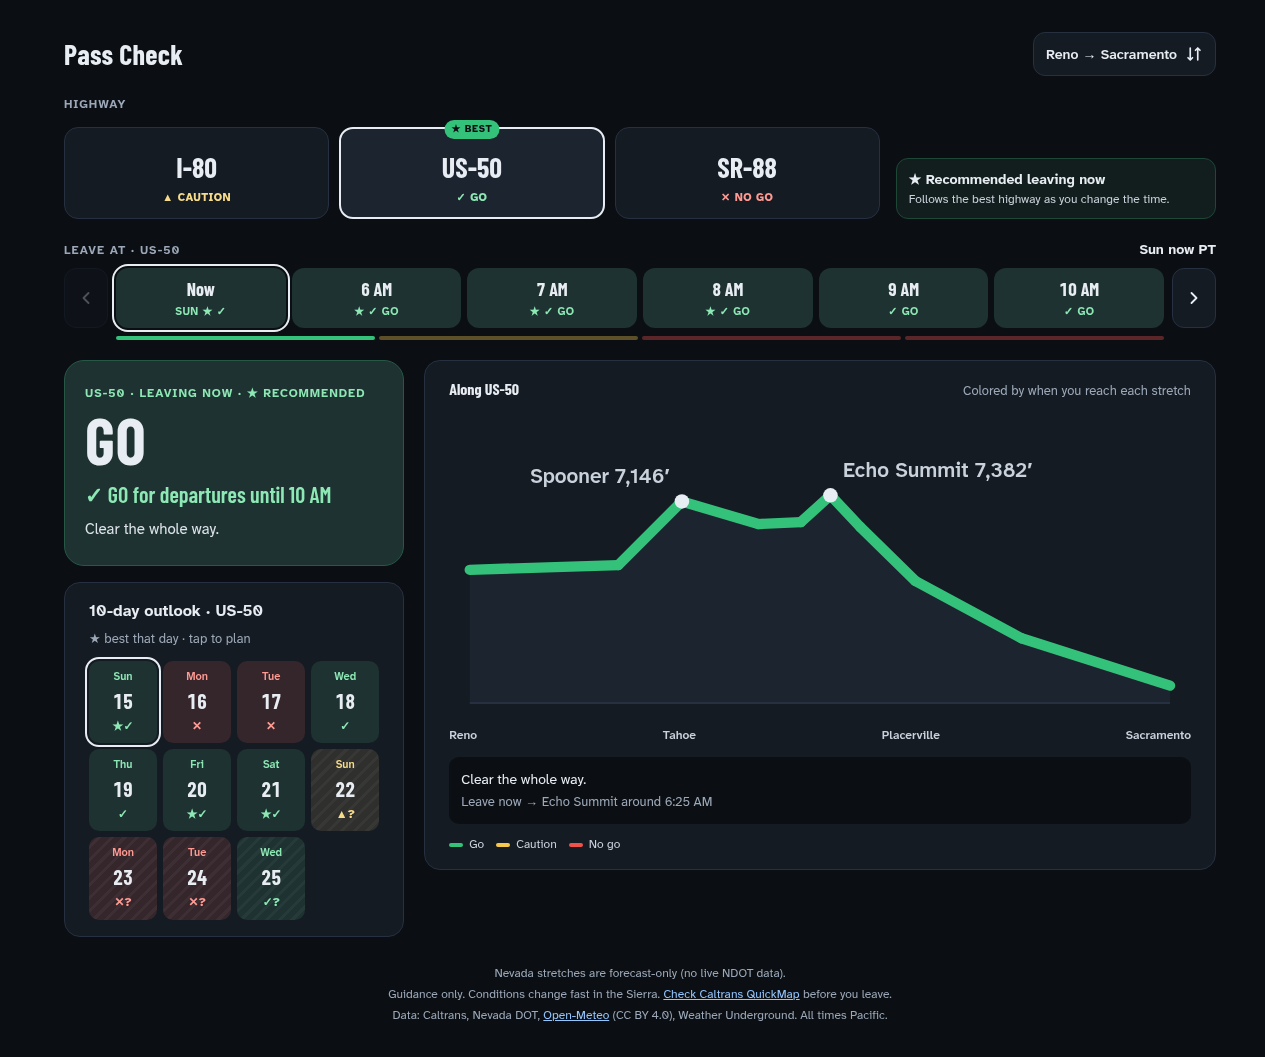 Pass Check
Reno → Sacramento
HIGHWAY
★ BEST
I-80
▲ CAUTION
US-50
✓ GO
SR-88
✕ NO GO
★ Recommended leaving now
Follows the best highway as you change the time.
LEAVE AT · US-50
Sun now PT
Now
SUN ★ ✓
6 AM
★ ✓ GO
7 AM
★ ✓ GO
8 AM
★ ✓ GO
9 AM
✓ GO
10 AM
✓ GO
US-50 · LEAVING NOW · ★ RECOMMENDED
GO
✓ GO for departures until 10 AM
Clear the whole way.
10-day outlook · US-50
★ best that day · tap to plan
Sun
15
★✓
Mon
16
✕
Tue
17
✕
Wed
18
✓
Thu
19
✓
Fri
20
★✓
Sat
21
★✓
Sun
22
▲?
Mon
23
✕?
Tue
24
✕?
Wed
25
✓?
Along US-50
Colored by when you reach each stretch
Spooner 7,146′
Echo Summit 7,382′
Reno
Tahoe
Placerville
Sacramento
Clear the whole way.
Leave now → Echo Summit around 6:25 AM
Go
Caution
No go
Nevada stretches are forecast-only (no live NDOT data).
Guidance only. Conditions change fast in the Sierra. Check Caltrans QuickMap before you leave.
Data: Caltrans, Nevada DOT, Open-Meteo (CC BY 4.0), Weather Underground. All times Pacific.